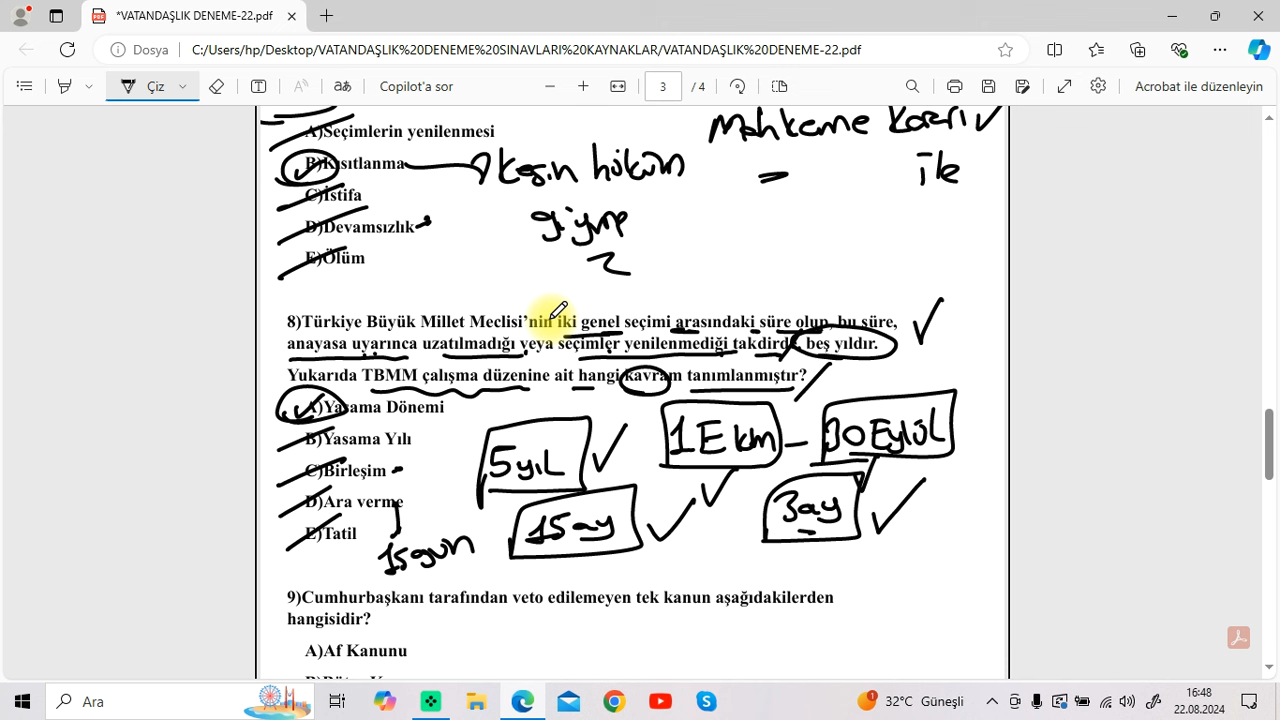 *VATANDAŞLIK DENEME-22.pdf
Dosya C:/Users/hp/Desktop/VATANDAŞLIK%20DENEME%20SINAVLARI%20KAYNAKLAR/VATANDAŞLIK%20DENEME-22.pdf
Çiz Copilot'a sor 3 / 4 Acrobat ile düzenleyin
A)Seçimlerin yenilenmesi
B)Kısıtlanma
C)İstifa
D)Devamsızlık
E)Ölüm
Mahkeme Kararı
ile
kesin hüküm
giyme
8)Türkiye Büyük Millet Meclisi'nin iki genel seçimi arasındaki süre olup, bu süre,
anayasa uyarınca uzatılmadığı veya seçimler yenilenmediği takdirde, beş yıldır.
Yukarıda TBMM çalışma düzenine ait hangi kavram tanımlanmıştır?
A)Yasama Dönemi
B)Yasama Yılı
C)Birleşim
D)Ara verme
E)Tatil
5 yıl
1 Ekm - 30 Eylül
15 ay
3 ay
15 gün
9)Cumhurbaşkanı tarafından veto edilemeyen tek kanun aşağıdakilerden
hangisidir?
A)Af Kanunu
Ara
1
32°C Güneşli
16:48
22.08.2024